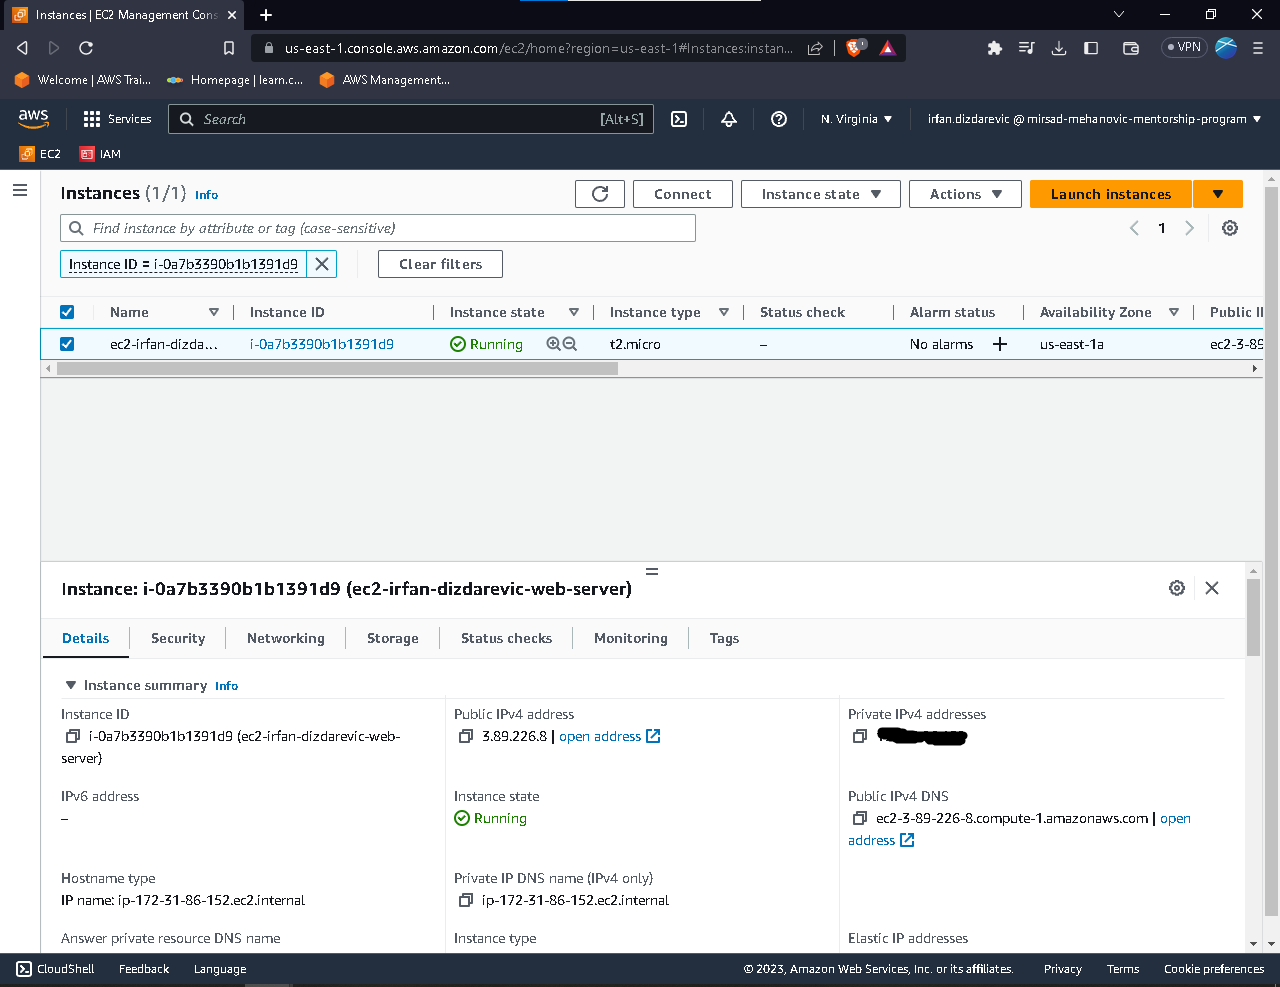 Instances | EC2 Management Cons
us-east-1.console.aws.amazon.com/ec2/home?region=us-east-1#Instances:instan...
VPN
Welcome | AWS Trai...
Homepage | learn.c...
AWS Management...
aws
Services
Search
[Alt+S]
N. Virginia
irfan.dizdarevic @ mirsad-mehanovic-mentorship-program
EC2
IAM
Instances (1/1) Info
Connect
Instance state
Actions
Launch instances
Find instance by attribute or tag (case-sensitive)
1
Instance ID = i-0a7b3390b1b1391d9
Clear filters
Name Instance ID Instance state Instance type Status check Alarm status Availability Zone Public I
ec2-irfan-dizda... i-0a7b3390b1b1391d9 Running t2.micro – No alarms + us-east-1a ec2-3-89
Instance: i-0a7b3390b1b1391d9 (ec2-irfan-dizdarevic-web-server)
Details Security Networking Storage Status checks Monitoring Tags
Instance summary Info
Instance ID
i-0a7b3390b1b1391d9 (ec2-irfan-dizdarevic-web-
server)
Public IPv4 address
3.89.226.8 | open address
Private IPv4 addresses
IPv6 address
–
Instance state
Running
Public IPv4 DNS
ec2-3-89-226-8.compute-1.amazonaws.com | open
address
Hostname type
IP name: ip-172-31-86-152.ec2.internal
Private IP DNS name (IPv4 only)
ip-172-31-86-152.ec2.internal
Answer private resource DNS name
Instance type
Elastic IP addresses
CloudShell Feedback Language
© 2023, Amazon Web Services, Inc. or its affiliates. Privacy Terms Cookie preferences